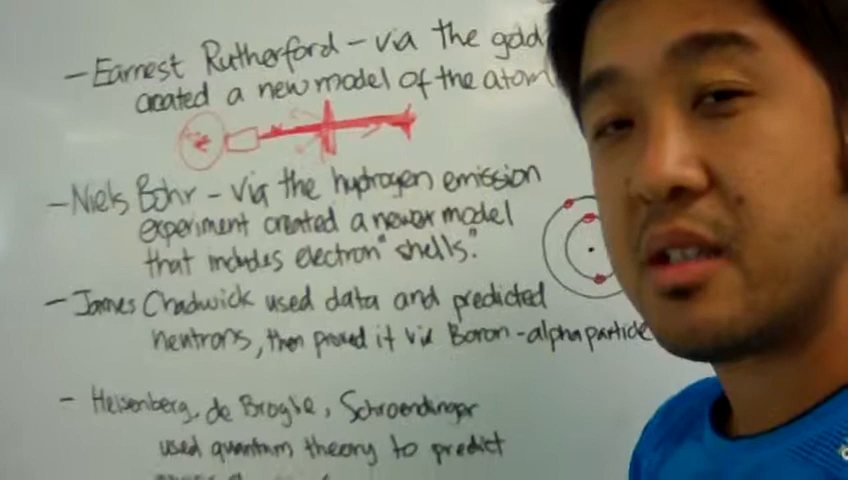 - Earnest Rutherford - via the gold
created a new model of the atom
- Niels Bohr - via the hydrogen emission
experiment created a newer model
that includes electron "shells."
- James Chadwick used data and predicted
neutrons, then proved it via Boron - alpha particle
- Heisenberg, de Broglie, Schroendinger
used quantum theory to predict